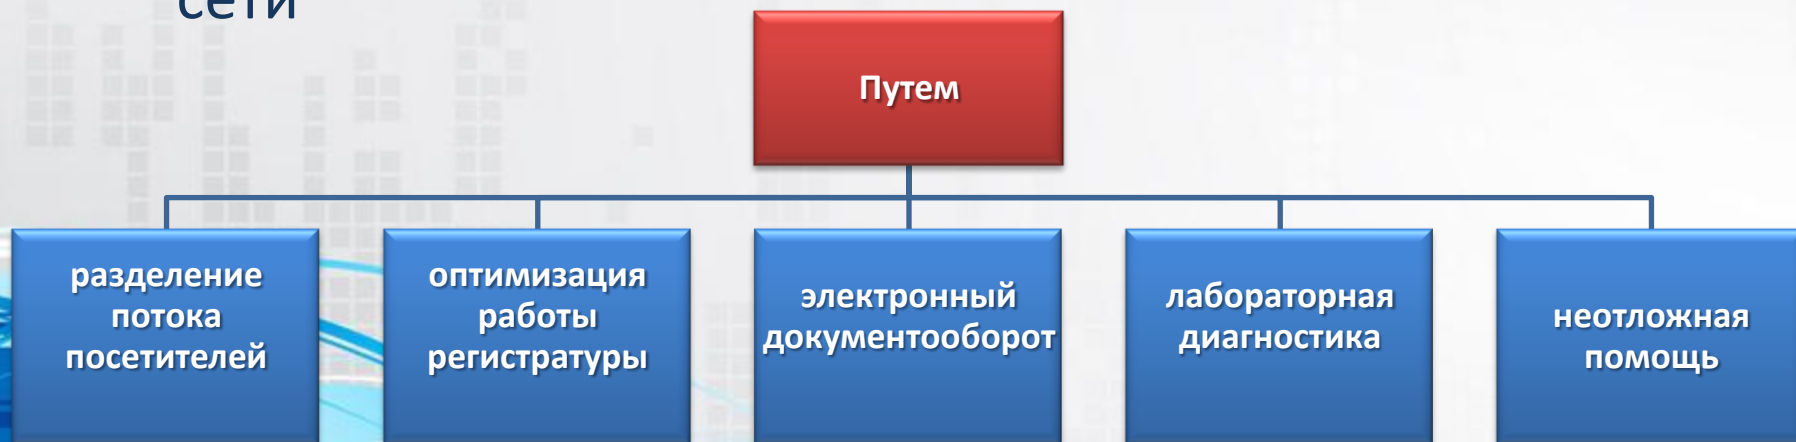 сети
Путем
разделение
потока
посетителей
оптимизация
работы
регистратуры
электронный
документооборот
лабораторная
диагностика
неотложная
помощь